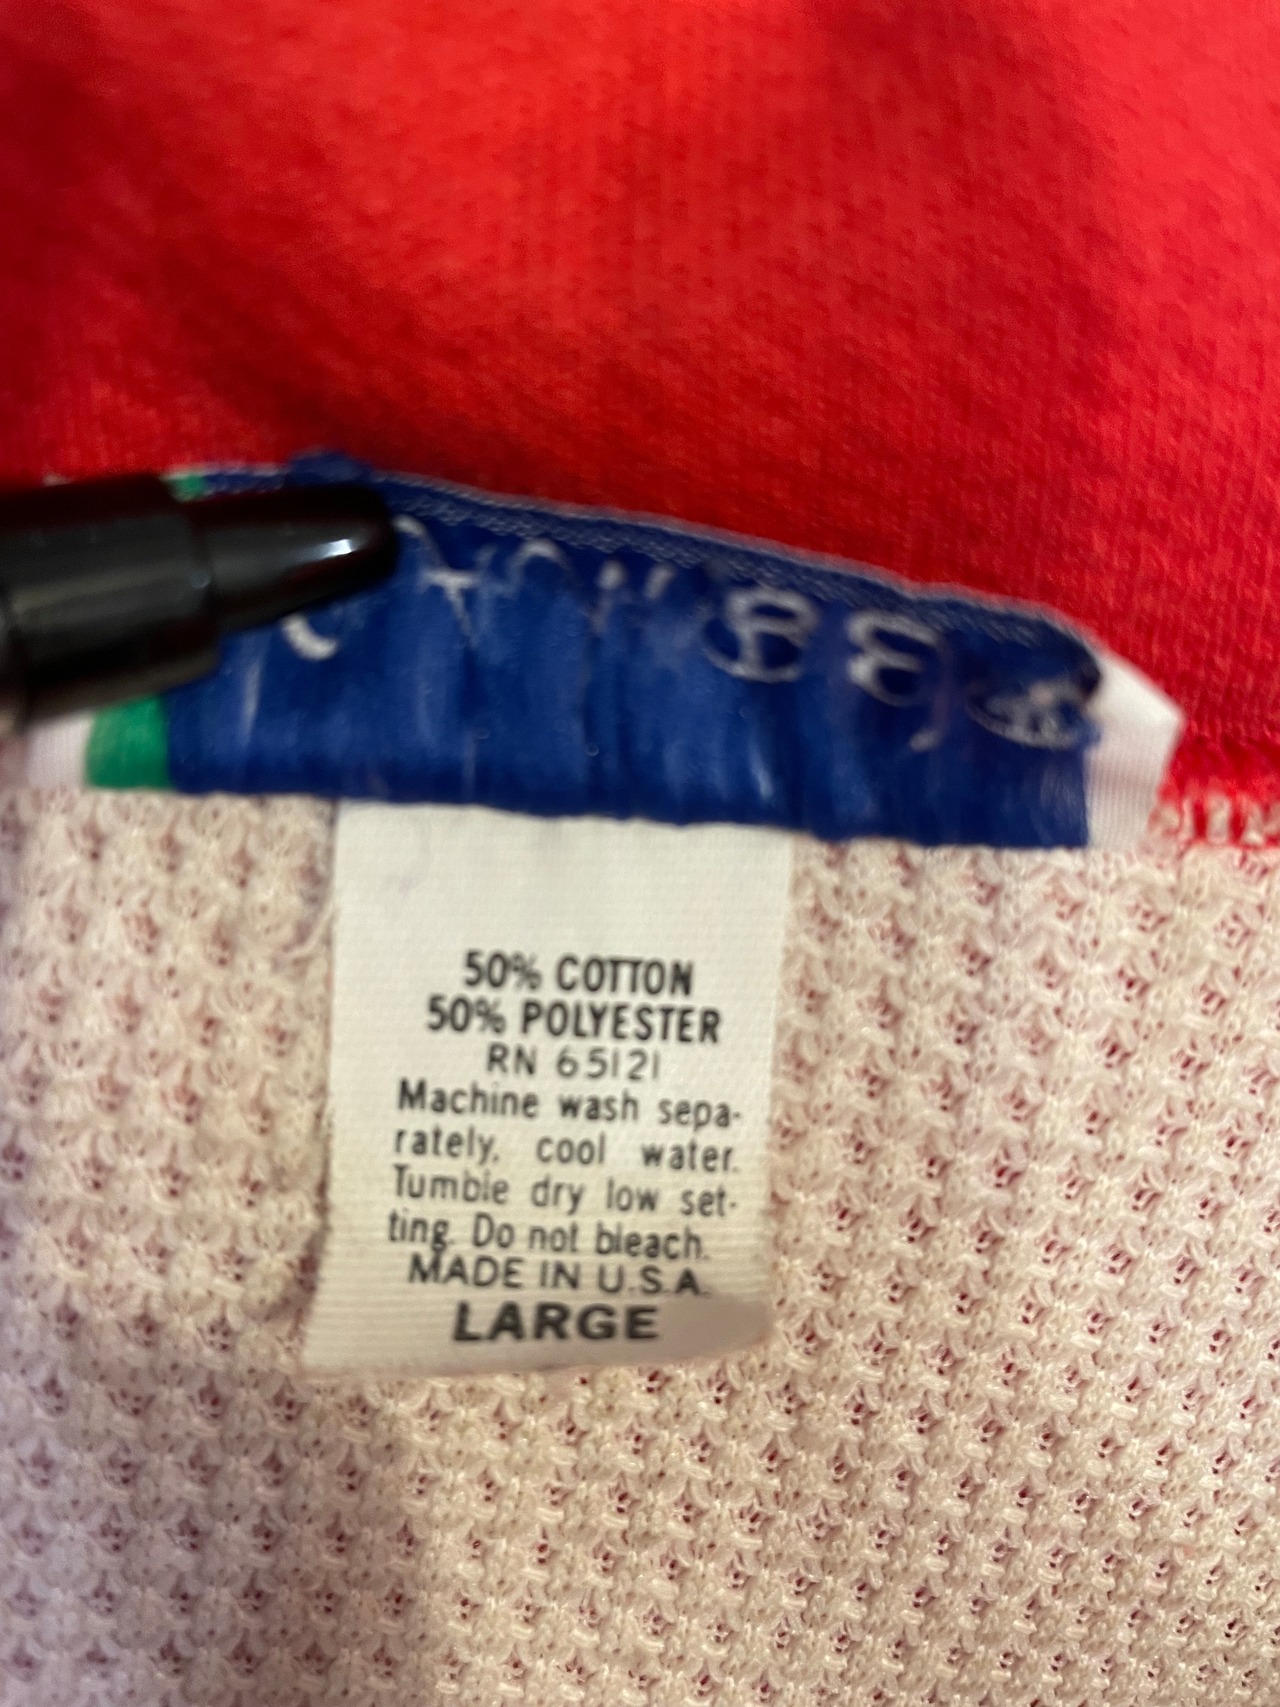 50% COTTON
50% POLYESTER
RN 65121
Machine wash sepa-
rately, cool water.
Tumble dry low set-
ting. Do not bleach.
MADE IN U.S.A.
LARGE